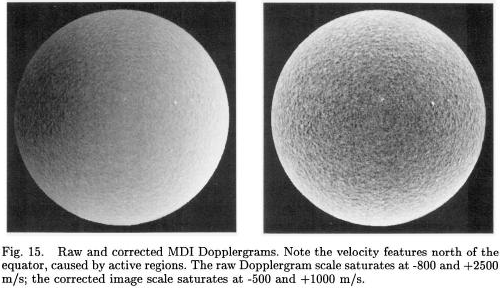 Fig. 15. Raw and corrected MDI Dopplergrams. Note the velocity features north of the
equator, caused by active regions. The raw Dopplergram scale saturates at -800 and +2500
m/s; the corrected image scale saturates at -500 and +1000 m/s.